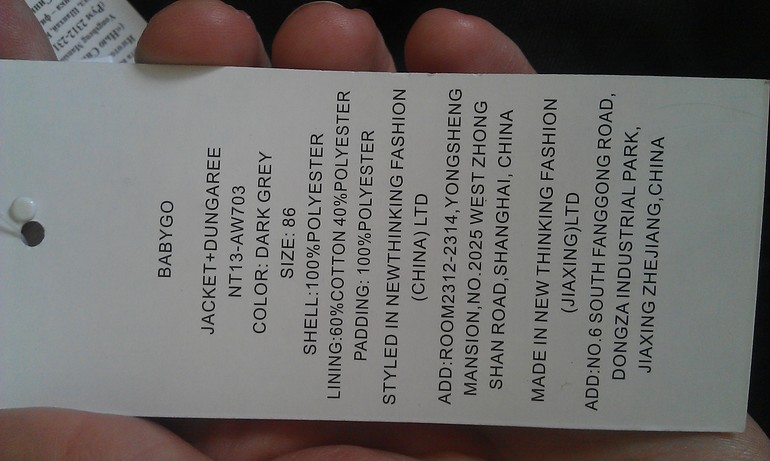 BABYGO
JACKET+DUNGAREE
NT13-AW703
COLOR: DARK GREY
SIZE: 86
SHELL:100%POLYESTER
LINING:60%COTTON 40%POLYESTER
PADDING: 100%POLYESTER
STYLED IN NEWTHINKING FASHION
(CHINA) LTD
ADD:ROOM2312-2314,YONGSHENG
MANSION,NO.2025 WEST ZHONG
SHAN ROAD,SHANGHAI, CHINA
MADE IN NEW THINKING FASHION
(JIAXING)LTD
ADD:NO.6 SOUTH FANGGONG ROAD,
DONGZA INDUSTRIAL PARK,
JIAXING ZHEJIANG,CHINA